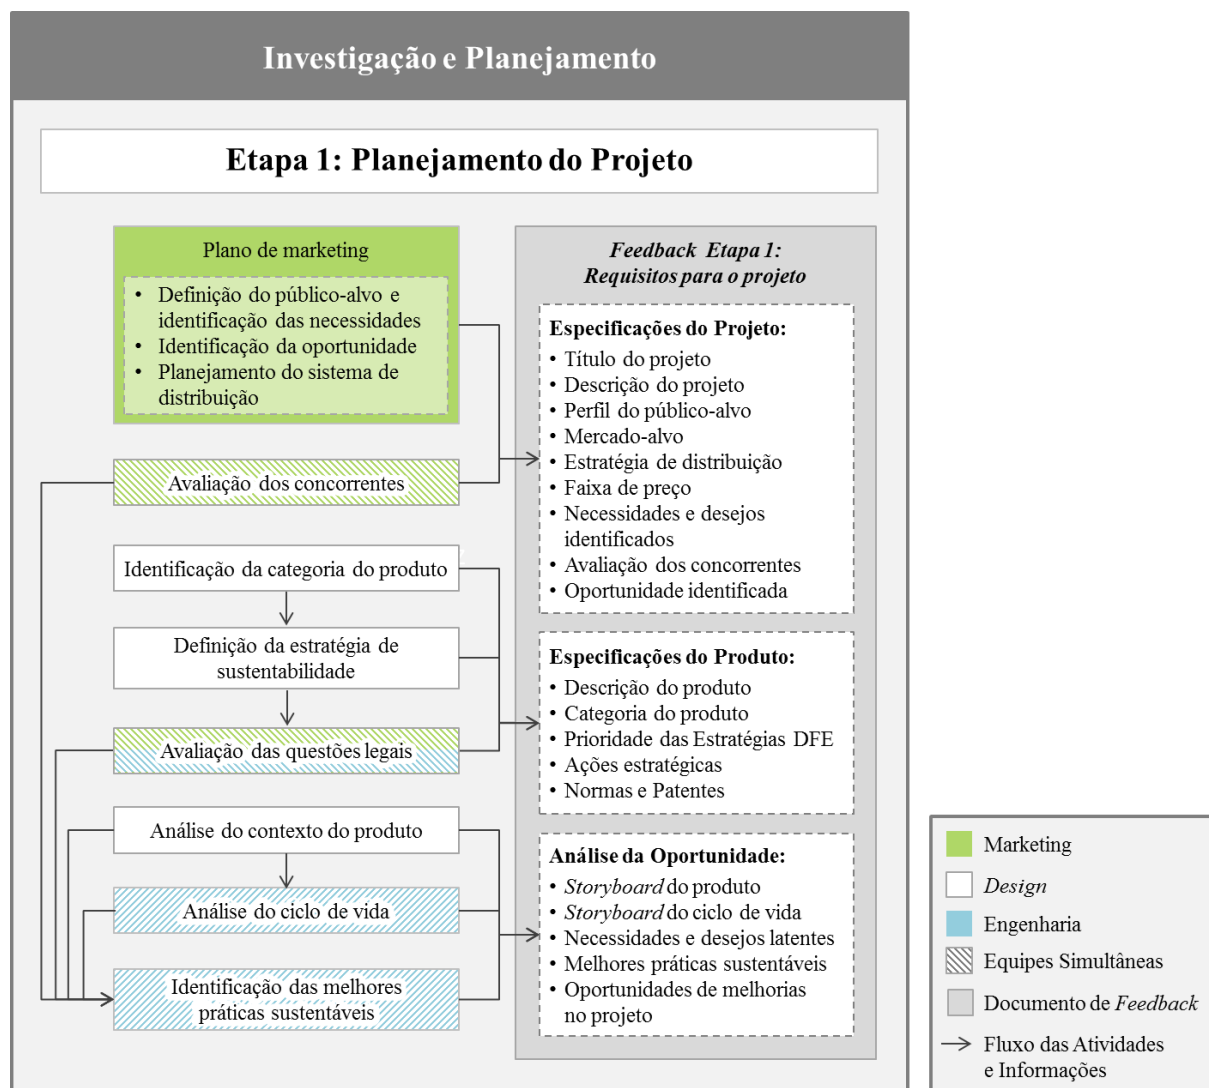 Investigação e Planejamento
Etapa 1: Planejamento do Projeto
Plano de marketing
• Definição do público-alvo e
identificação das necessidades
• Identificação da oportunidade
• Planejamento do sistema de
distribuição
Avaliação dos concorrentes
Identificação da categoria do produto
Definição da estratégia de
sustentabilidade
Avaliação das questões legais
Análise do contexto do produto
Análise do ciclo de vida
Identificação das melhores
práticas sustentáveis
Feedback Etapa 1:
Requisitos para o projeto
Especificações do Projeto:
• Título do projeto
• Descrição do projeto
• Perfil do público-alvo
• Mercado-alvo
• Estratégia de distribuição
• Faixa de preço
• Necessidades e desejos
identificados
• Avaliação dos concorrentes
• Oportunidade identificada
Especificações do Produto:
• Descrição do produto
• Categoria do produto
• Prioridade das Estratégias DFE
• Ações estratégicas
• Normas e Patentes
Análise da Oportunidade:
• Storyboard do produto
• Storyboard do ciclo de vida
• Necessidades e desejos latentes
• Melhores práticas sustentáveis
• Oportunidades de melhorias
no projeto
Marketing
Design
Engenharia
Equipes Simultâneas
Documento de Feedback
Fluxo das Atividades
e Informações